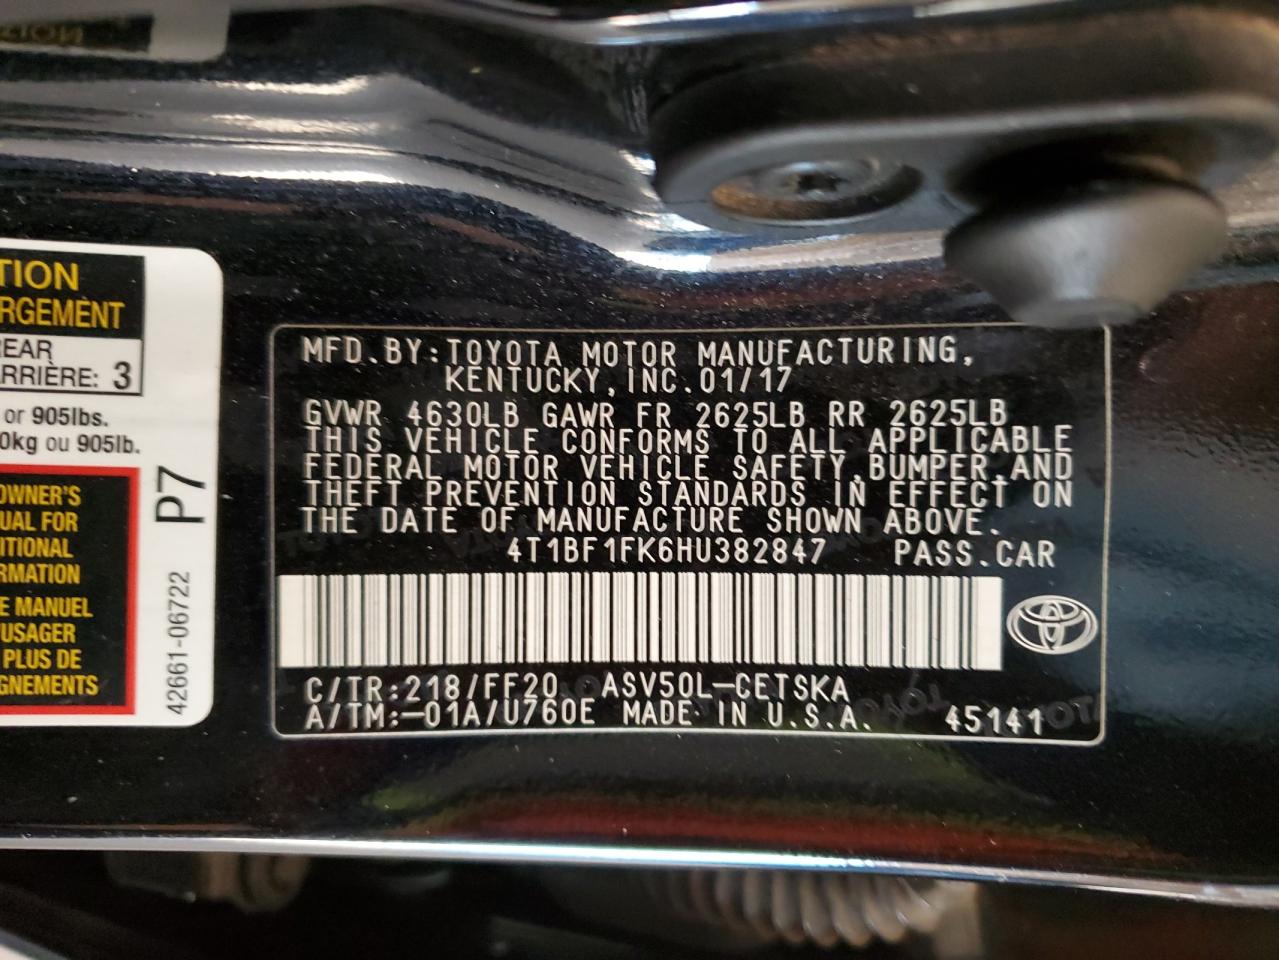 TION
RGEMENT
REAR
ARRIÈRE: 3
or 905lbs.
0kg ou 905lb.
OWNER'S
UAL FOR
ITIONAL
RMATION
E MANUEL
'USAGER
PLUS DE
GNEMENTS
P7
42661-06722
MFD.BY:TOYOTA MOTOR MANUFACTURING,
KENTUCKY,INC.01/17
GVWR 4630LB GAWR FR 2625LB RR 2625LB
THIS VEHICLE CONFORMS TO ALL APPLICABLE
FEDERAL MOTOR VEHICLE SAFETY,BUMPER,AND
THEFT PREVENTION STANDARDS IN EFFECT ON
THE DATE OF MANUFACTURE SHOWN ABOVE.
4T1BF1FK6HU382847 PASS.CAR
C/TR:218/FF20 ASV50L-CETSKA
A/TM:-01A/U760E MADE IN U.S.A. 45141